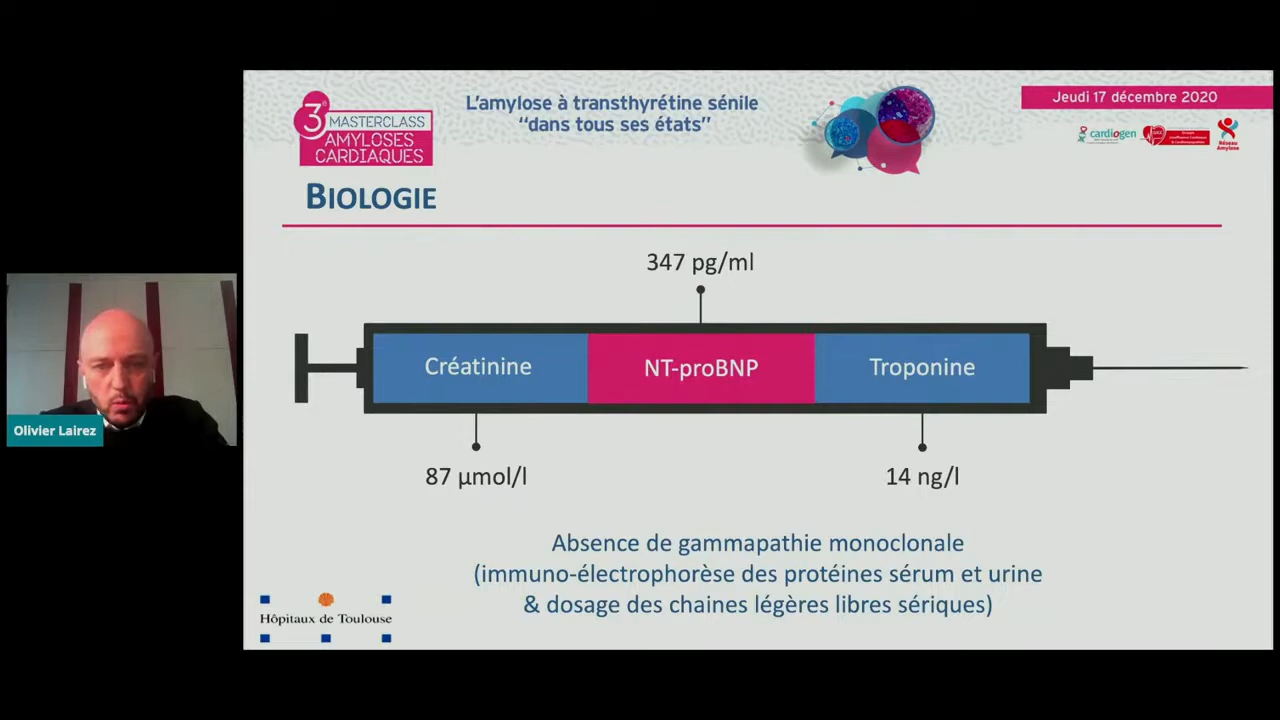 3e
MASTERCLASS
AMYLOSES
CARDIAQUES
L'amylose à transthyrétine sénile
"dans tous ses états"
Jeudi 17 décembre 2020
cardiogen
Réseau
Amylose
BIOLOGIE
347 pg/ml
Créatinine
NT-proBNP
Troponine
87 µmol/l
14 ng/l
Olivier Lairez
Absence de gammapathie monoclonale
(immuno-électrophorèse des protéines sérum et urine
& dosage des chaines légères libres sériques)
Hôpitaux de Toulouse